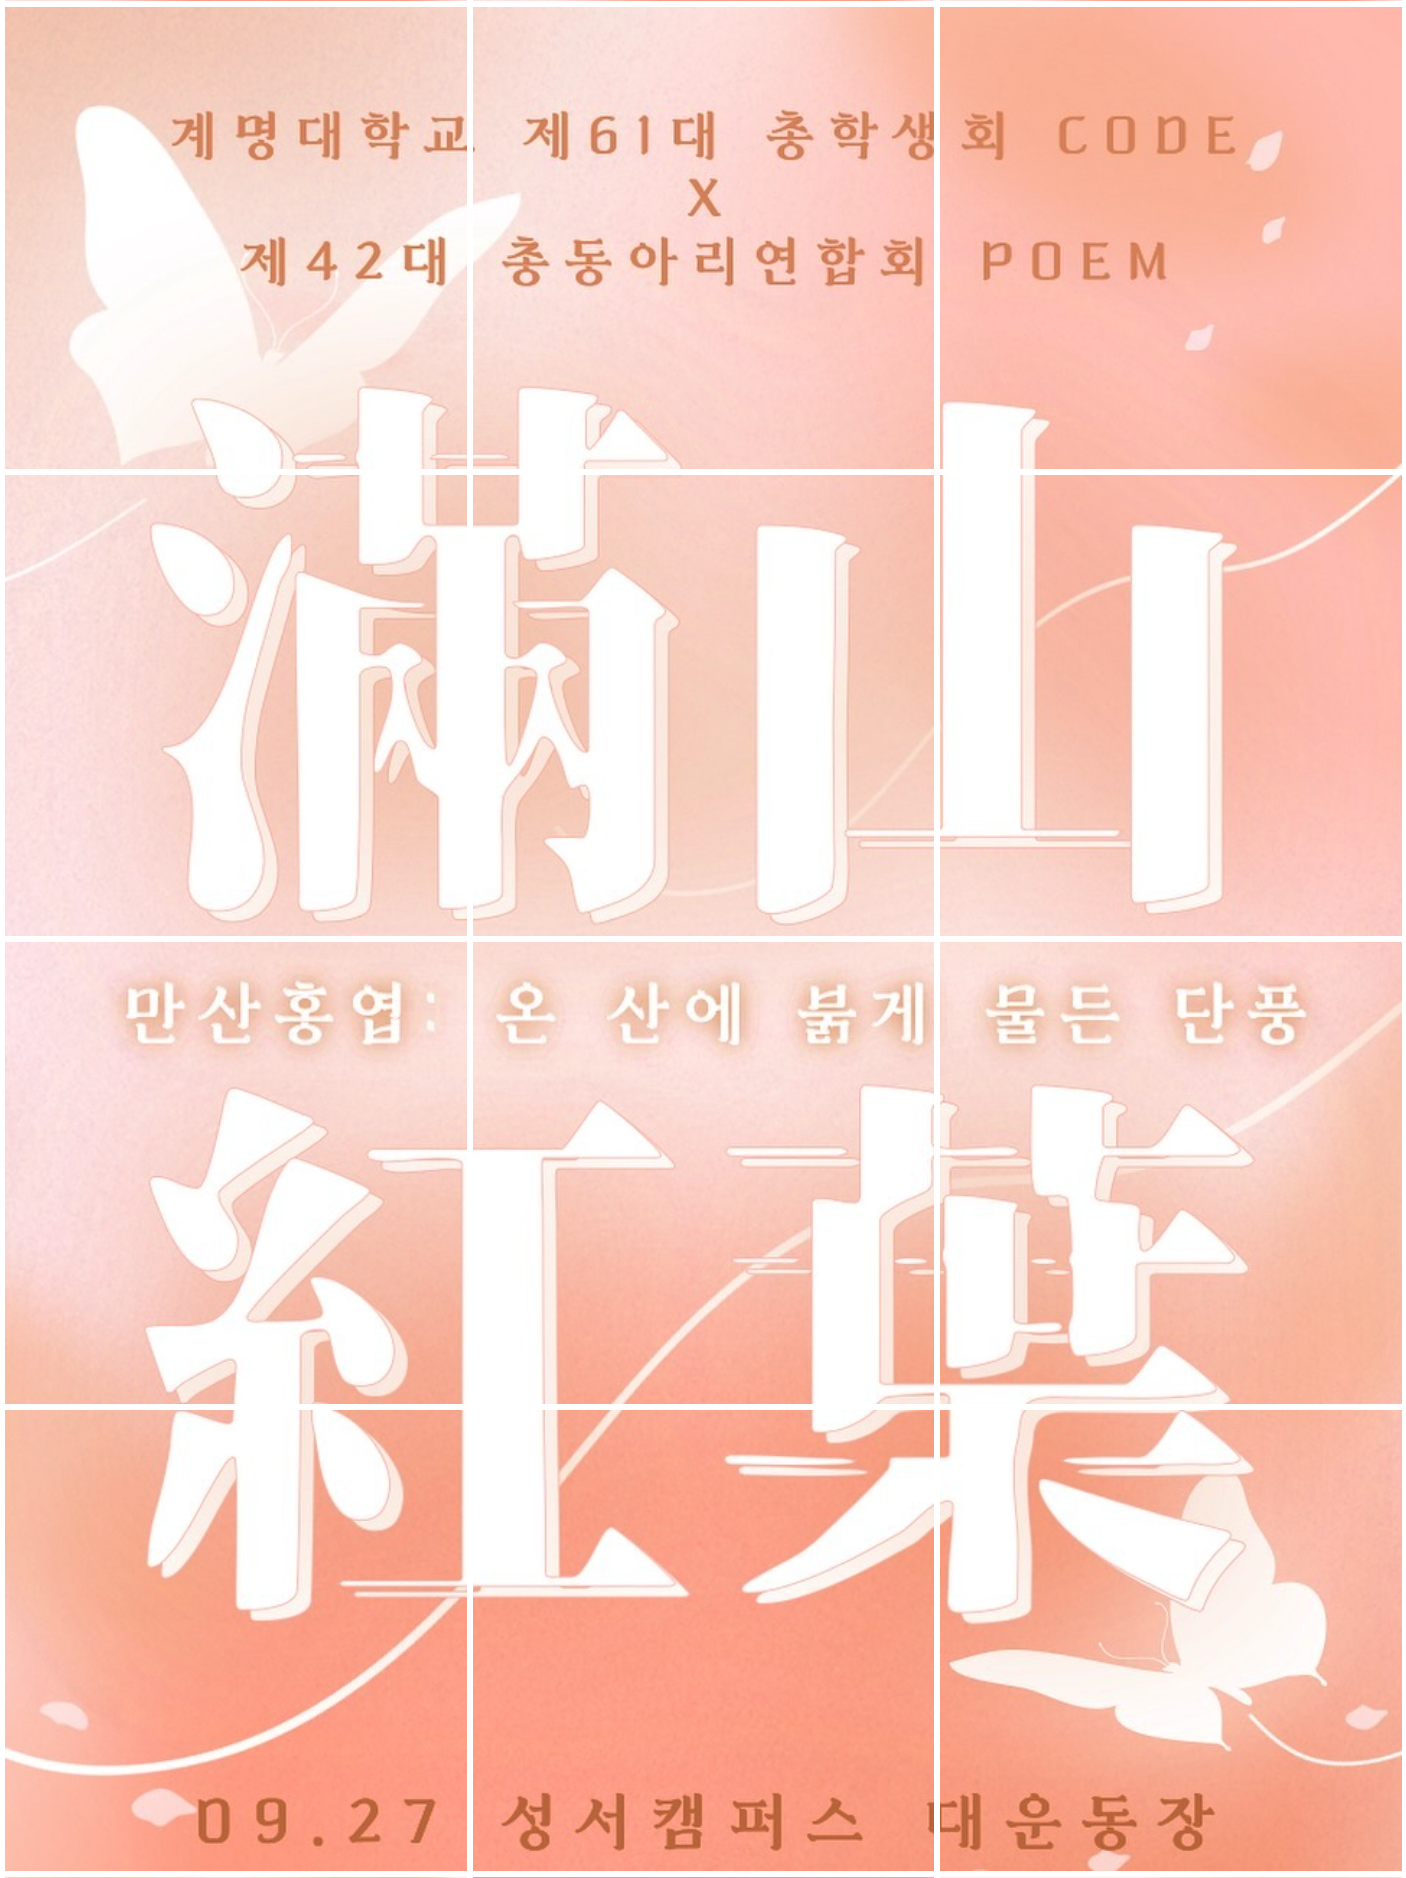 계명대학교 제61대 총학생회 CODE
X
제42대 총동아리연합회 POEM
滿山
만산홍엽: 온 산에 붉게 물든 단풍
紅葉
09.27 성서캠퍼스 대운동장